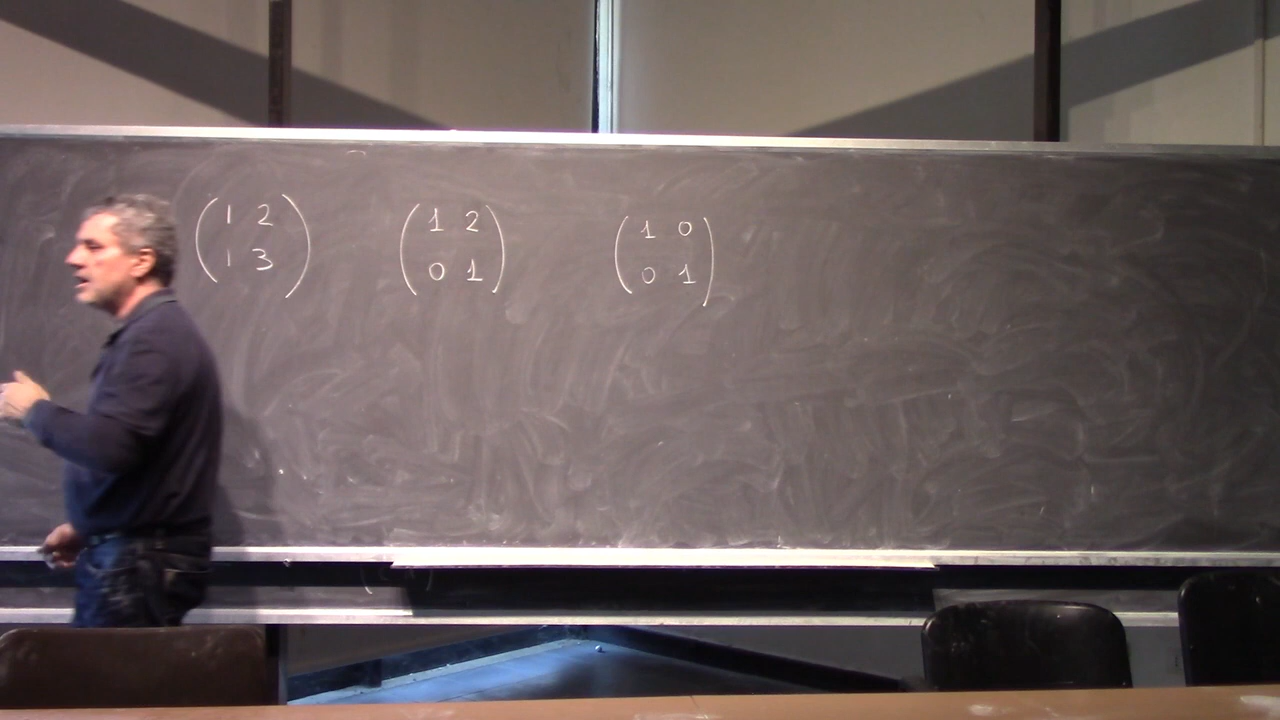 ( 1 2 ) ( 1 2 ) ( 1 0 )
( 1 3 ) ( 0 1 ) ( 0 1 )